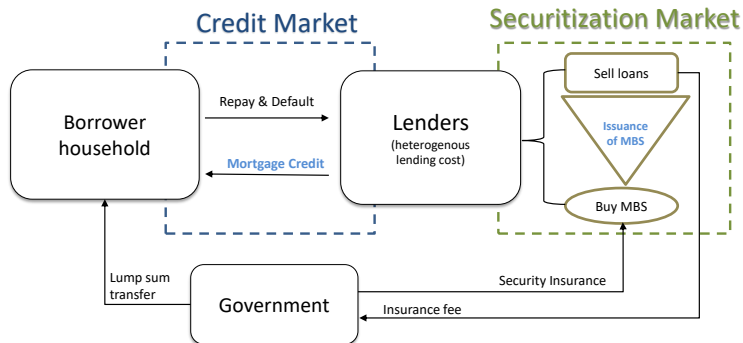 Credit Market
Securitization Market
Borrower
household
Repay & Default
Mortgage Credit
Lenders
(heterogenous
lending cost)
Sell loans
Issuance
of MBS
Buy MBS
Lump sum
transfer
Government
Security Insurance
Insurance fee